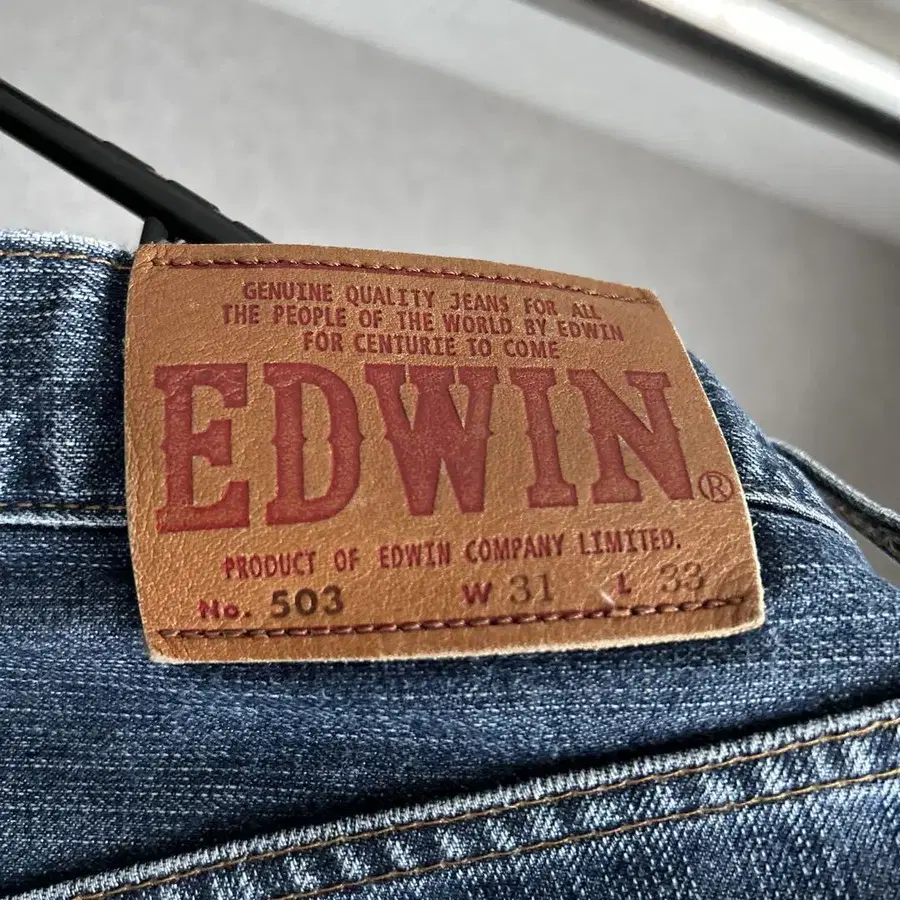 GENUINE QUALITY JEANS FOR ALL
THE PEOPLE OF THE WORLD BY EDWIN
FOR CENTURIE TO COME
EDWIN®
PRODUCT OF EDWIN COMPANY LIMITED.
No. 503 W 31 L 33